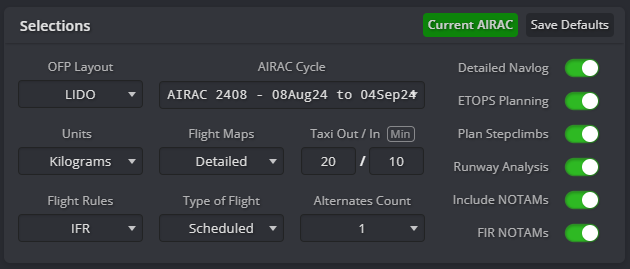 Selections
Current AIRAC
Save Defaults
OFP Layout
AIRAC Cycle
LIDO
AIRAC 2408 - 08Aug24 to 04Sep24
Units
Flight Maps
Taxi Out / In Min
Kilograms
Detailed
20 / 10
Flight Rules
Type of Flight
Alternates Count
IFR
Scheduled
1
Detailed Navlog
ETOPS Planning
Plan Stepclimbs
Runway Analysis
Include NOTAMs
FIR NOTAMs